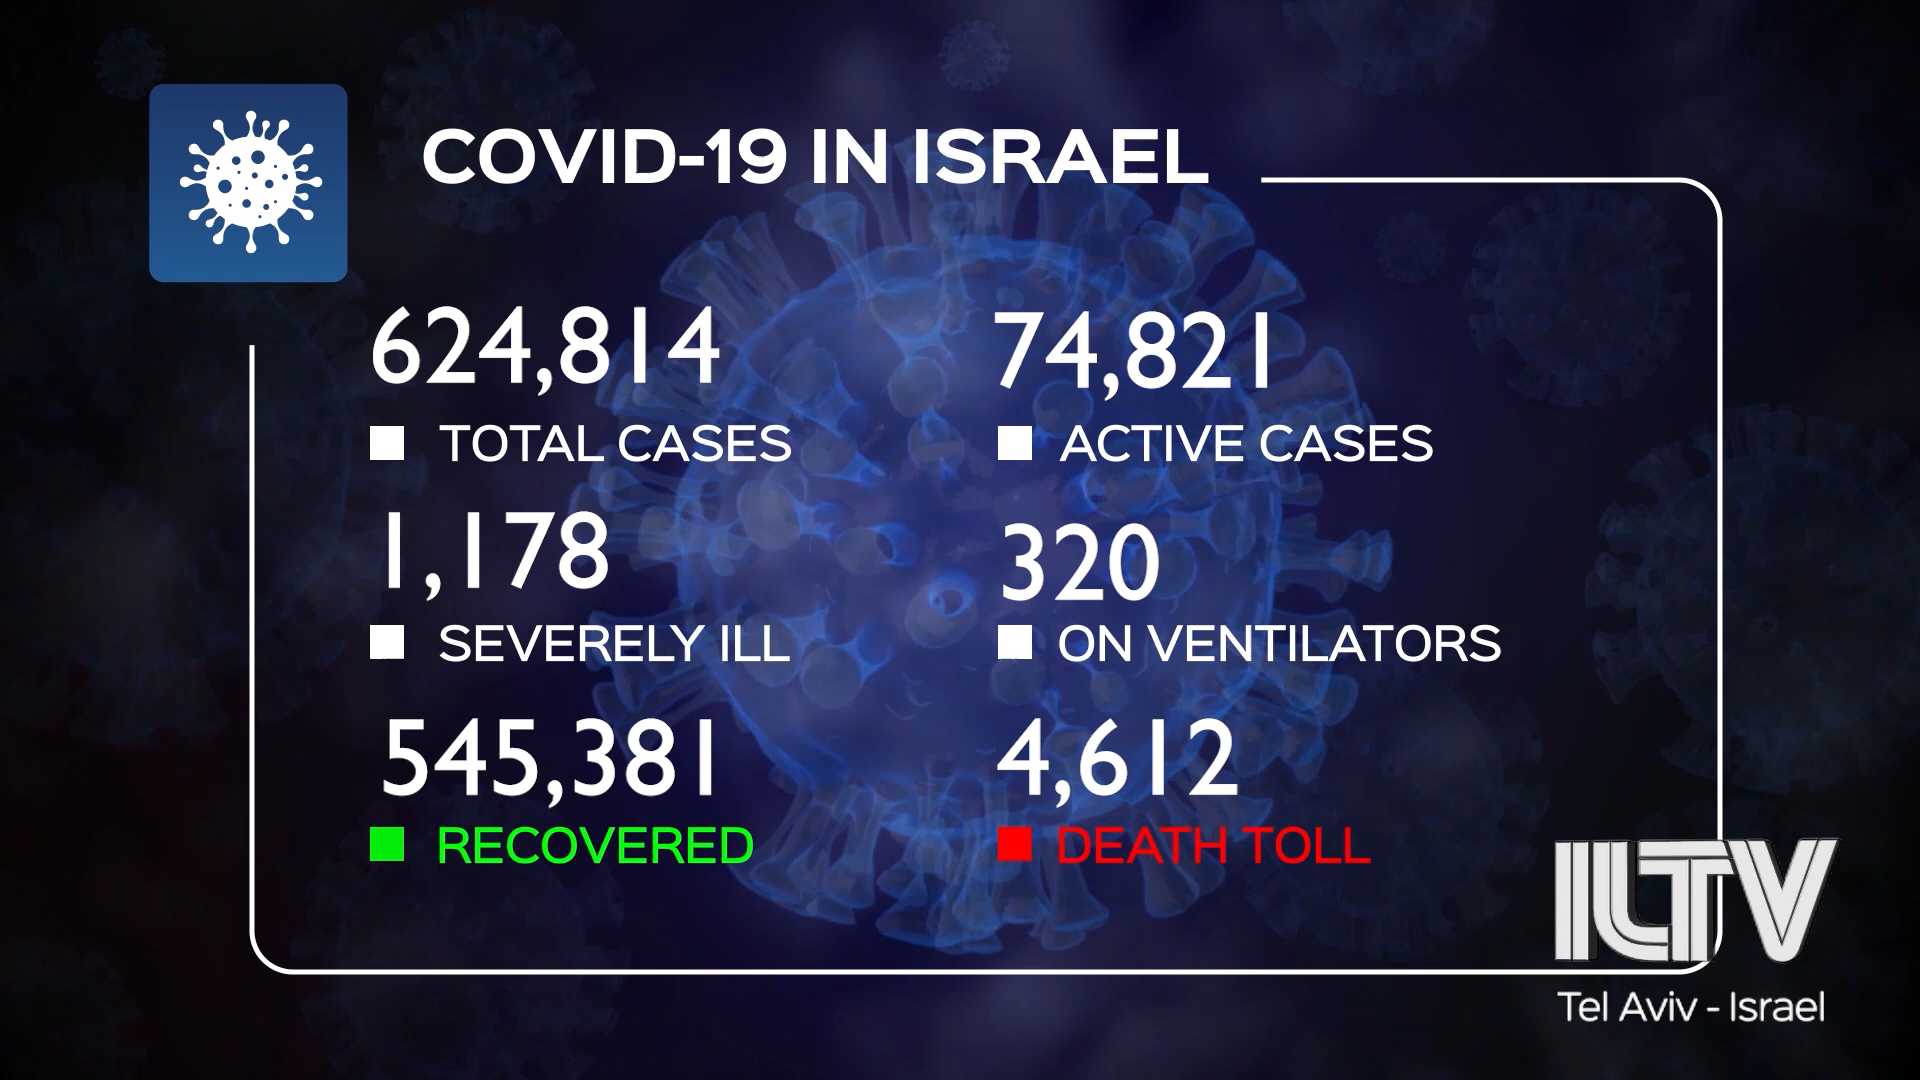 COVID-19 IN ISRAEL
624,814
TOTAL CASES
74,821
ACTIVE CASES
1,178
SEVERELY ILL
320
ON VENTILATORS
545,381
RECOVERED
4,612
DEATH TOLL
ILTV
Tel Aviv - Israel